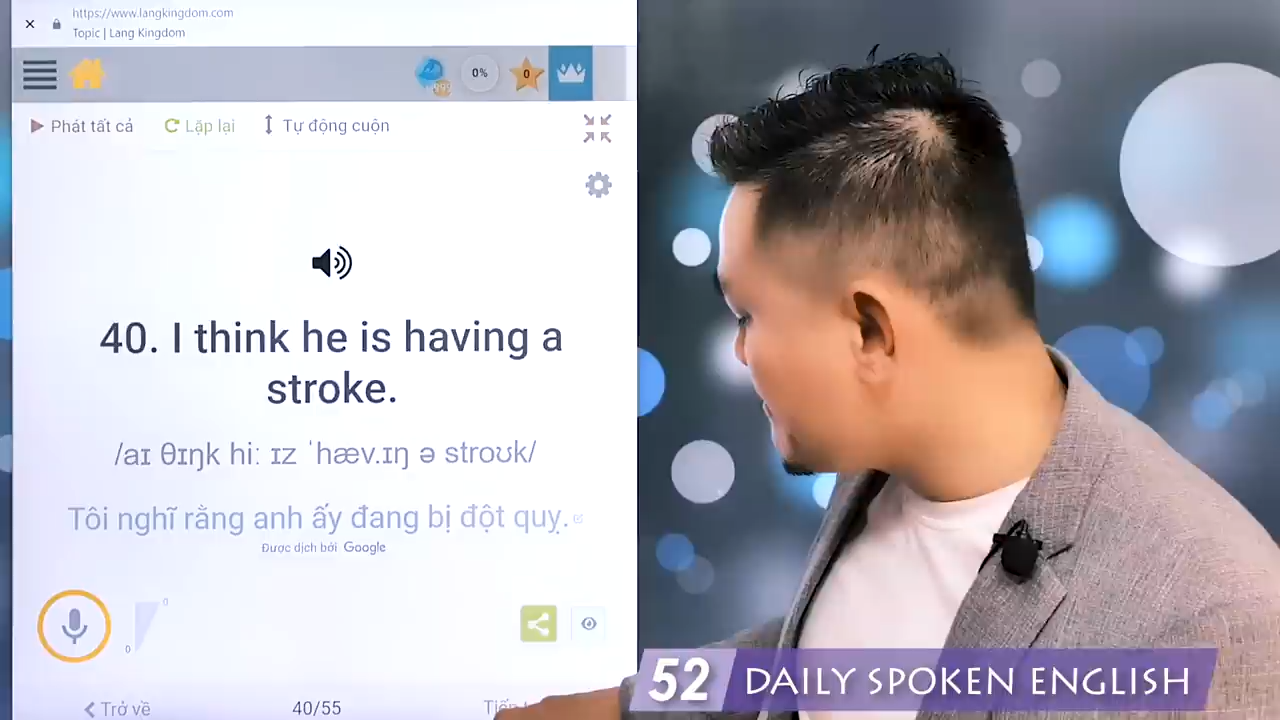 https://www.langkingdom.com
Topic | Lang Kingdom
0%
0
Phát tất cả
Lặp lại
Tự động cuộn
40. I think he is having a
stroke.
/aɪ θɪŋk hiː ɪz ˈhæv.ɪŋ ə stroʊk/
Tôi nghĩ rằng anh ấy đang bị đột quỵ.
Được dịch bởi Google
0
0
Trở về
40/55
52 DAILY SPOKEN ENGLISH